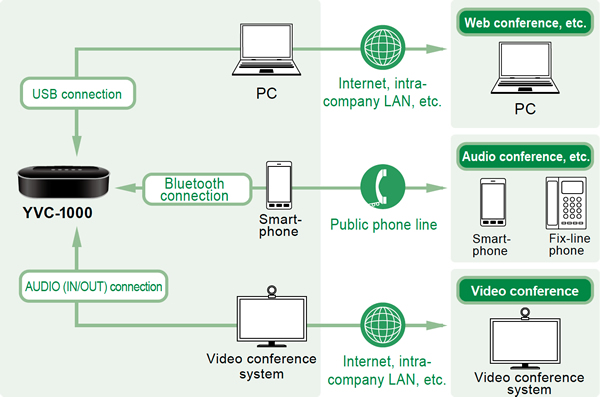 Web conference, etc.
USB connection
PC
Internet, intra-
company LAN, etc.
PC
Audio conference, etc.
Bluetooth
connection
YVC-1000
Smart-
phone
Public phone line
Smart-
phone
Fix-line
phone
AUDIO (IN/OUT) connection
Video conference
Video conference
system
Internet, intra-
company LAN, etc.
Video conference
system